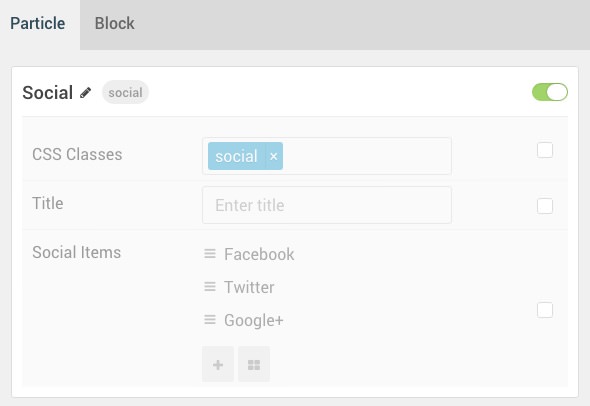 Particle Block
Social social
CSS Classes social ×
Title Enter title
Social Items Facebook
Twitter
Google+